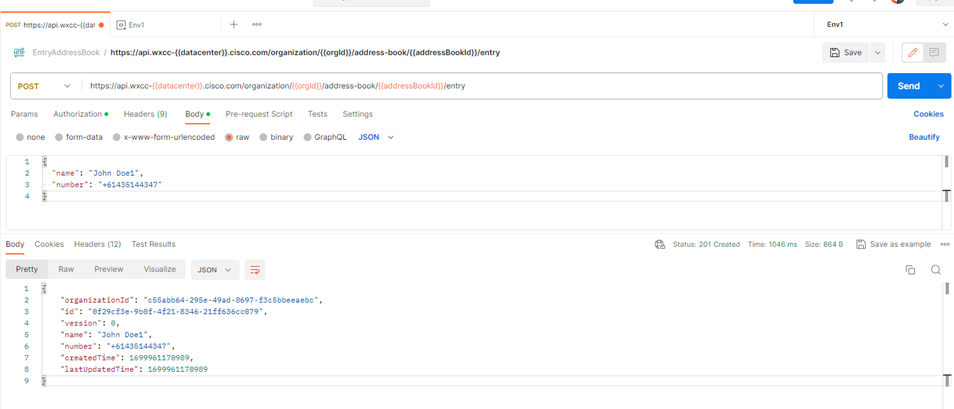 POST https://api.wxcc-{{dat
Env1
Env1
EntryAddressBook / https://api.wxcc-{{datacenter}}.cisco.com/organization/{{orgId}}/address-book/{{addressBookId}}/entry
Save
POST https://api.wxcc-{{datacenter}}.cisco.com/organization/{{orgId}}/address-book/{{addressBookId}}/entry
Send
Params Authorization Headers (9) Body Pre-request Script Tests Settings
Cookies
none form-data x-www-form-urlencoded raw binary GraphQL JSON
Beautify
1 {
2 "name": "John Doe1",
3 "number": "+61435144347"
4 }
Body Cookies Headers (12) Test Results
Status: 201 Created Time: 1046 ms Size: 864 B Save as example
Pretty Raw Preview Visualize JSON
1 {
2 "organizationId": "c55abb64-295e-49ad-8697-f3c5bbeeaebc",
3 "id": "0f29cf3e-9b0f-4f21-8346-21ff636cc079",
4 "version": 0,
5 "name": "John Doe1",
6 "number": "+61435144347",
7 "createdTime": 1699961170989,
8 "lastUpdatedTime": 1699961170989
9 }